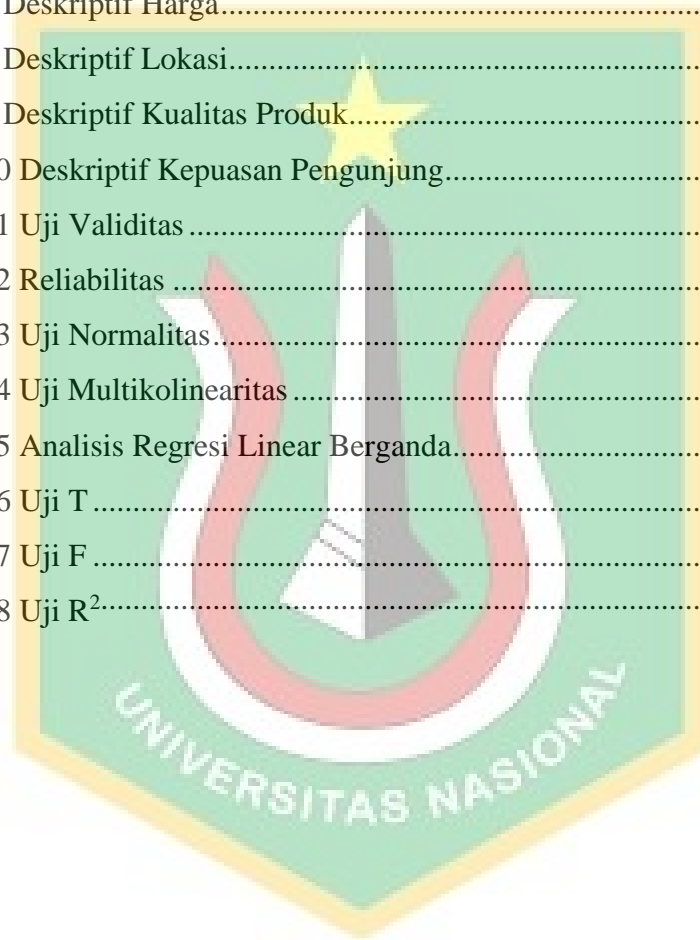 Deskriptif Harga................................................................
Deskriptif Lokasi................................................................
Deskriptif Kualitas Produk................................................
0 Deskriptif Kepuasan Pengunjung................................
1 Uji Validitas ................................................................
2 Reliabilitas ................................................................
3 Uji Normalitas ............................................................
4 Uji Multikolinearitas ..................................................
5 Analisis Regresi Linear Berganda..............................
6 Uji T ..........................................................................
7 Uji F ..........................................................................
8 Uji R²..........................................................................
UNIVERSITAS NASIONAL